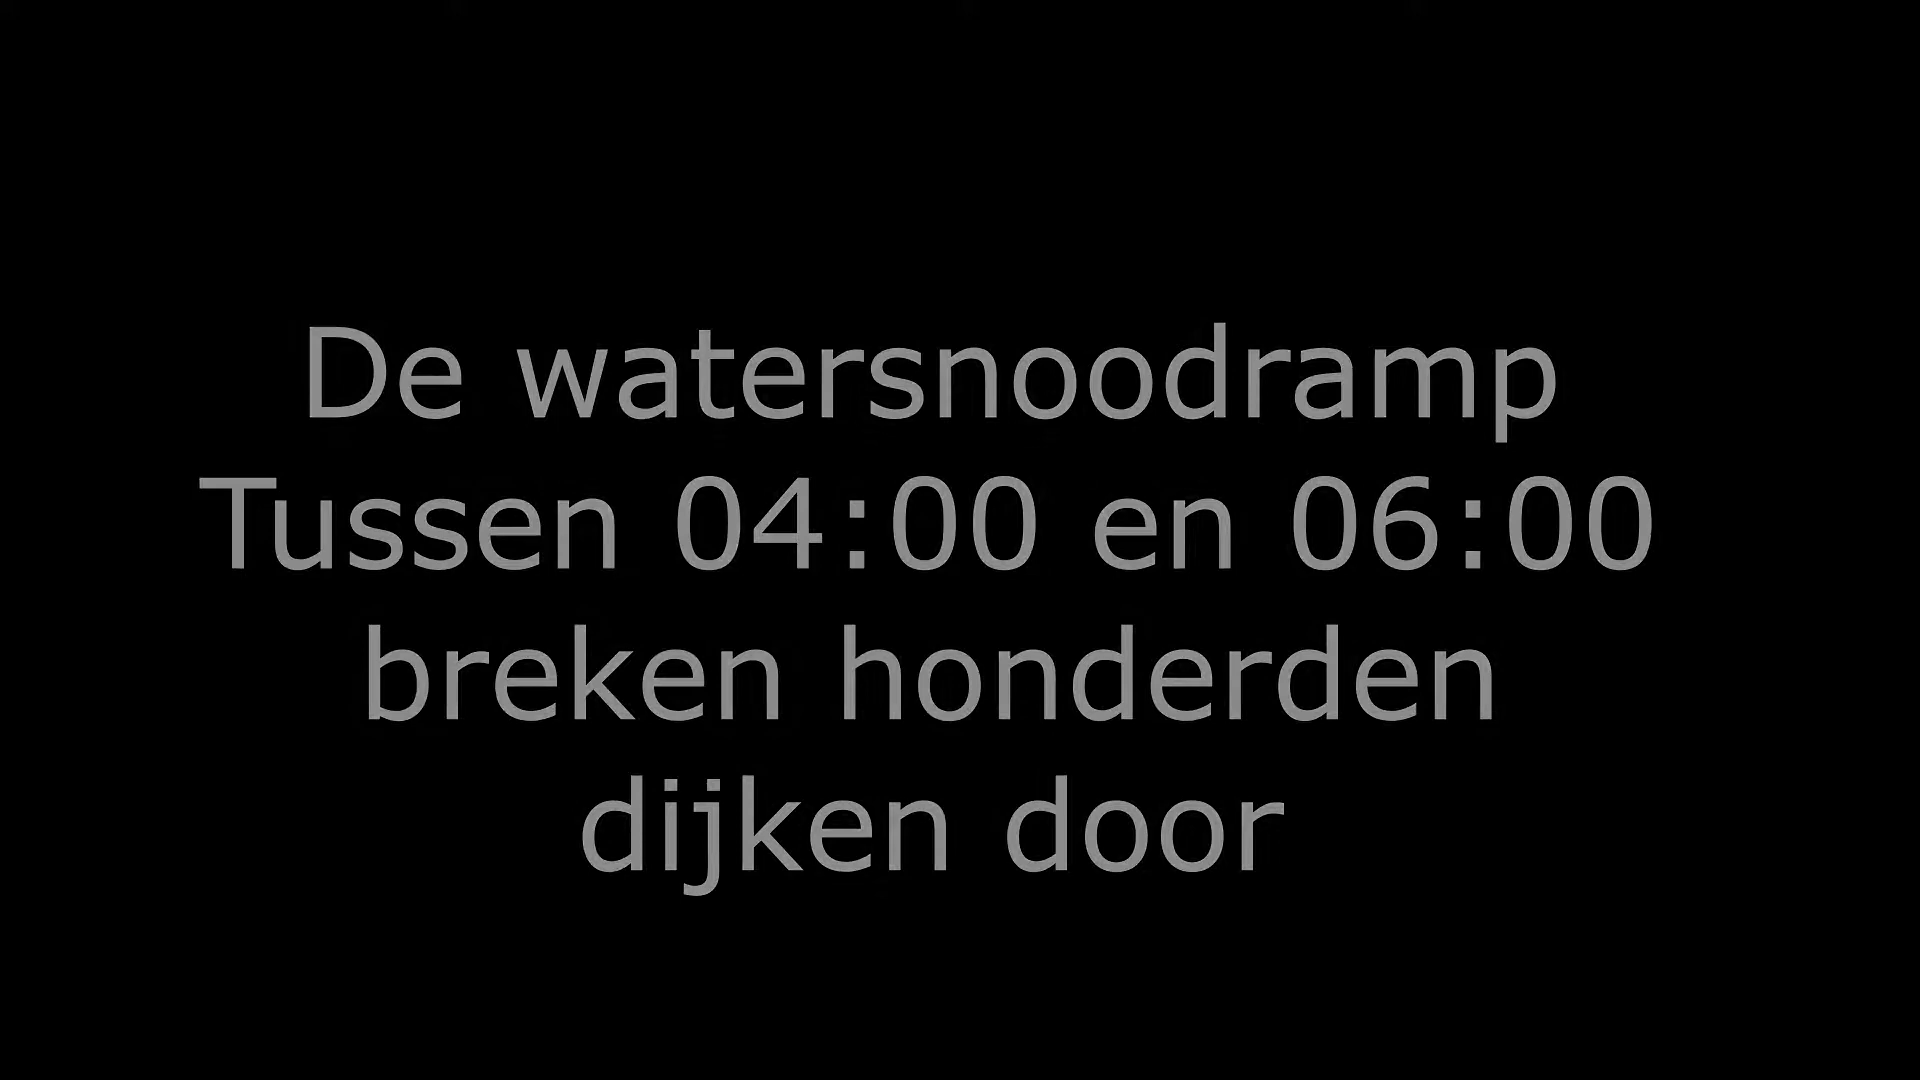 De watersnoodramp
Tussen 04:00 en 06:00
breken honderden
dijken door